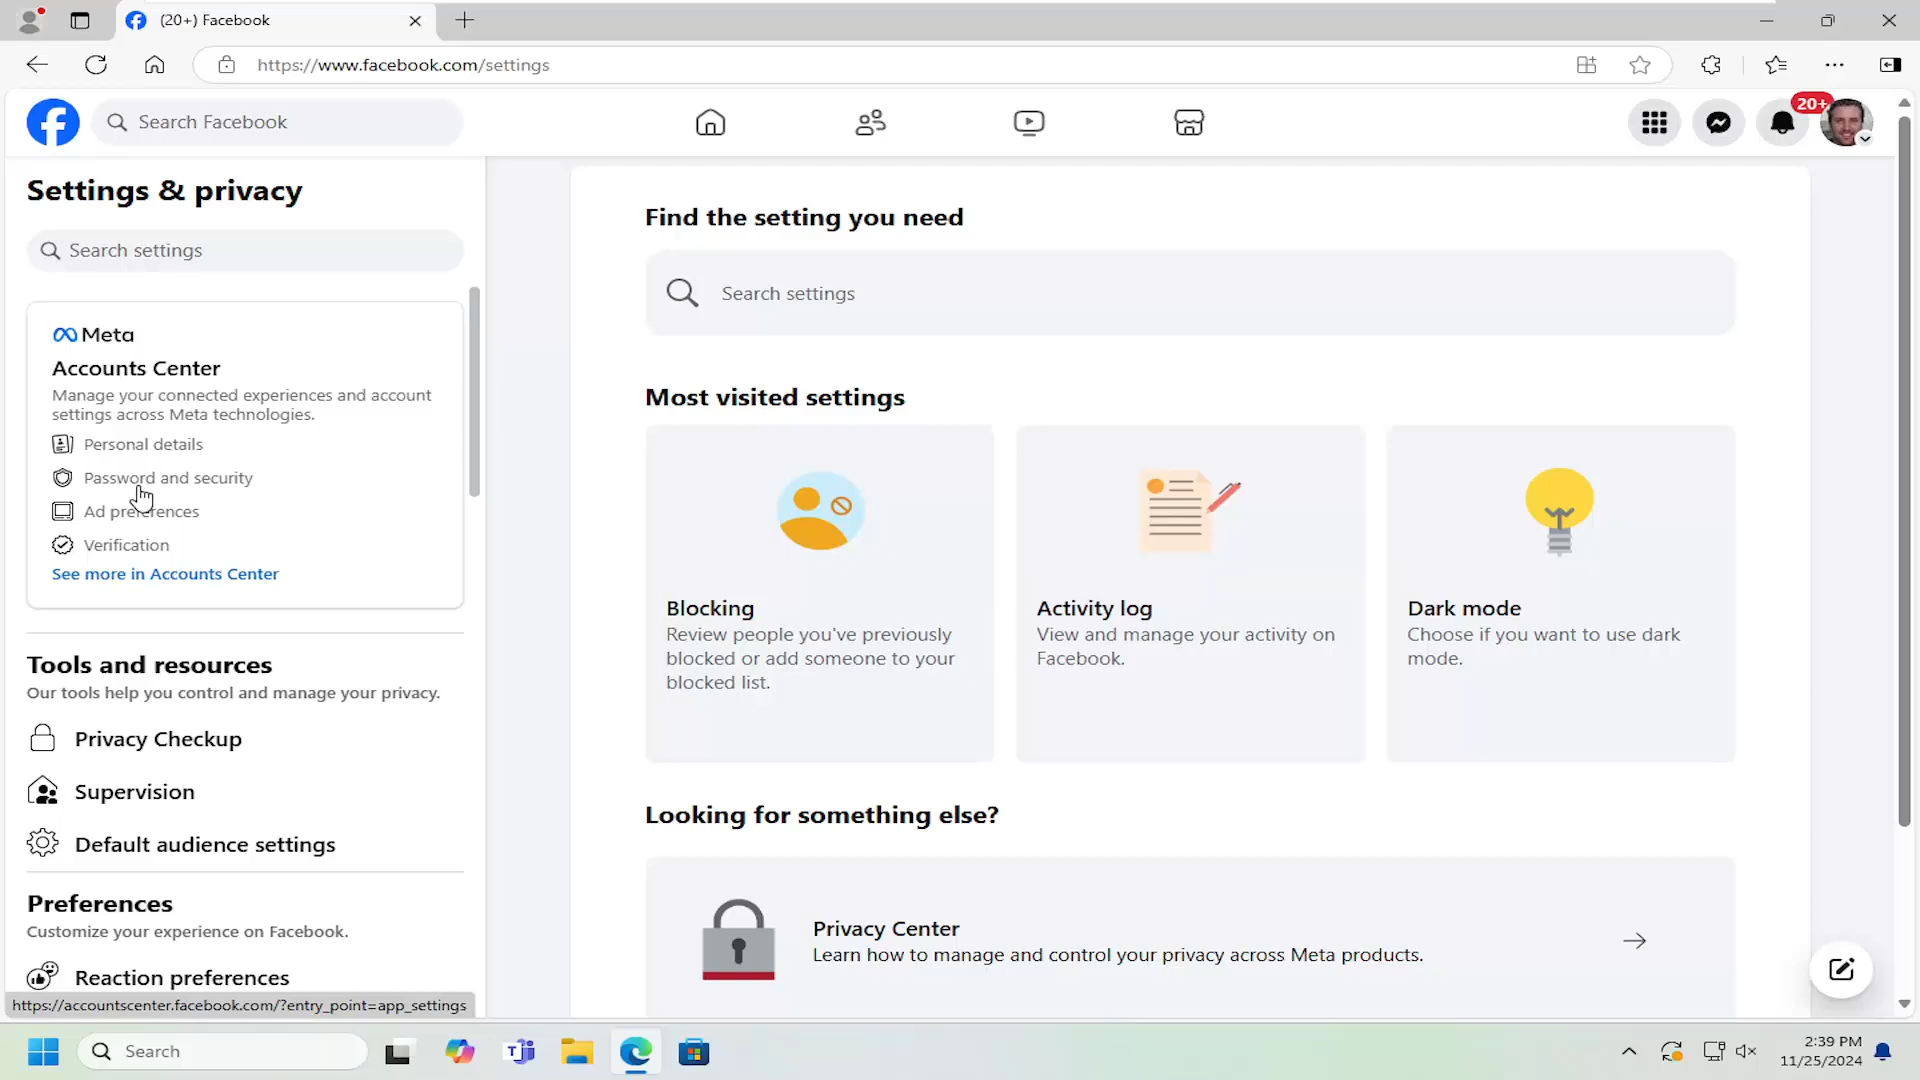 (20+) Facebook
https://www.facebook.com/settings
Search Facebook
20+
Settings & privacy
Search settings
Meta
Accounts Center
Manage your connected experiences and account
settings across Meta technologies.
Personal details
Password and security
Ad preferences
Verification
See more in Accounts Center
Tools and resources
Our tools help you control and manage your privacy.
Privacy Checkup
Supervision
Default audience settings
Preferences
Customize your experience on Facebook.
Reaction preferences
https://accountscenter.facebook.com/?entry_point=app_settings
Find the setting you need
Search settings
Most visited settings
Blocking
Review people you've previously
blocked or add someone to your
blocked list.
Activity log
View and manage your activity on
Facebook.
Dark mode
Choose if you want to use dark
mode.
Looking for something else?
Privacy Center
Learn how to manage and control your privacy across Meta products.
Search
2:39 PM
11/25/2024